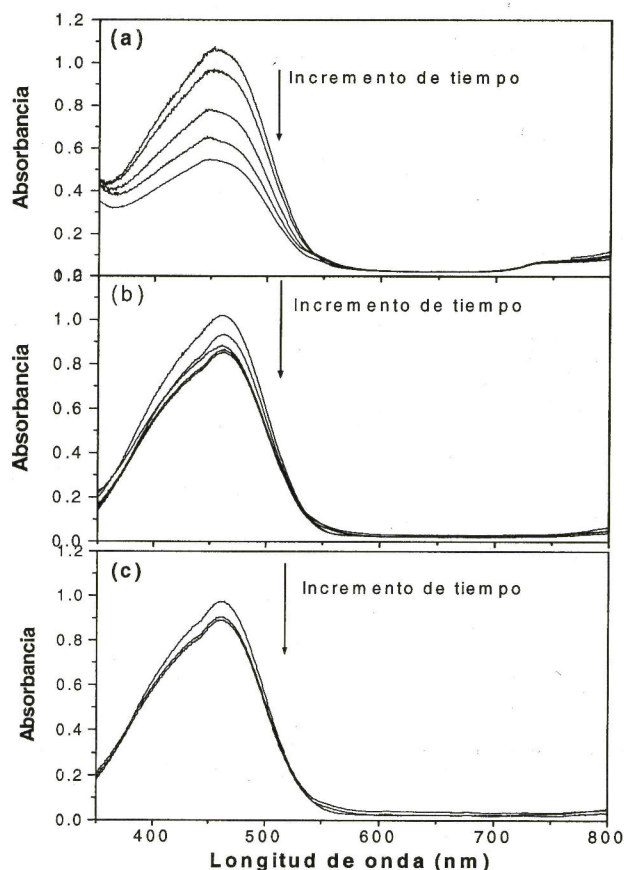 1.2
(a)
Incremento de tiempo
1.0
0.8
0.6
0.4
0.2
Absorbancia
(b)
Incremento de tiempo
1.0
0.8
0.6
0.4
0.2
0.0
Absorbancia
1.2
(c)
Incremento de tiempo
1.0
0.8
0.6
0.4
0.2
0.0
Absorbancia
400 500 600 700 800
Longitud de onda (nm)